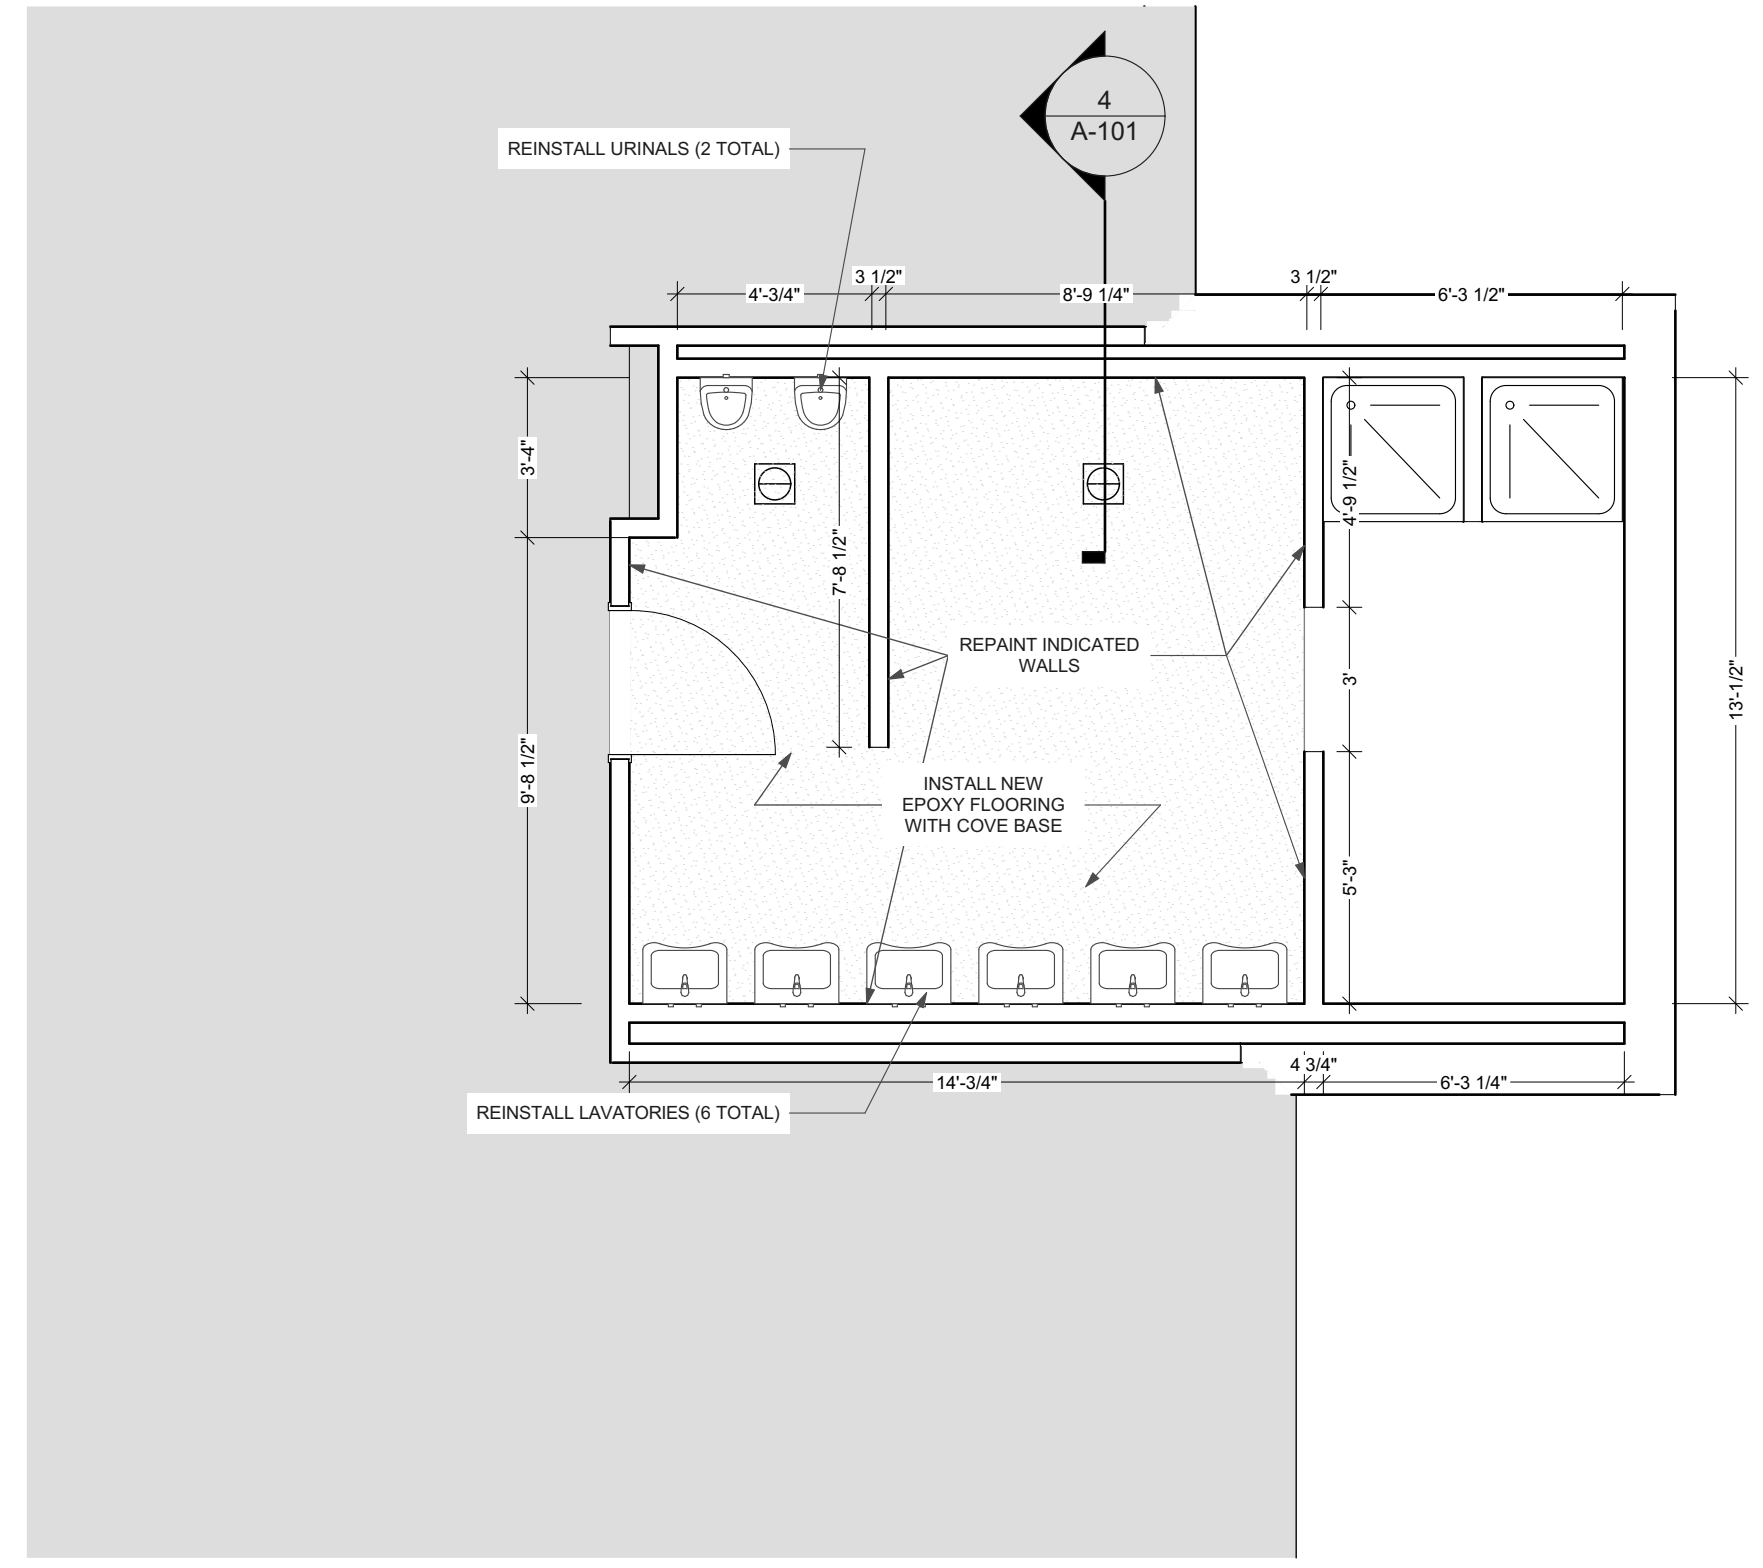 4
A-101
REINSTALL URINALS (2 TOTAL)
3 1/2"
3 1/2"
4'-3/4"
8'-9 1/4"
6'-3 1/2"
3'-4"
4'-9 1/2"
7'-8 1/2"
REPAINT INDICATED
WALLS
3'
13'-1/2"
9'-8 1/2"
INSTALL NEW
EPOXY FLOORING
WITH COVE BASE
5'-3"
4 3/4"
14'-3/4"
6'-3 1/4"
REINSTALL LAVATORIES (6 TOTAL)